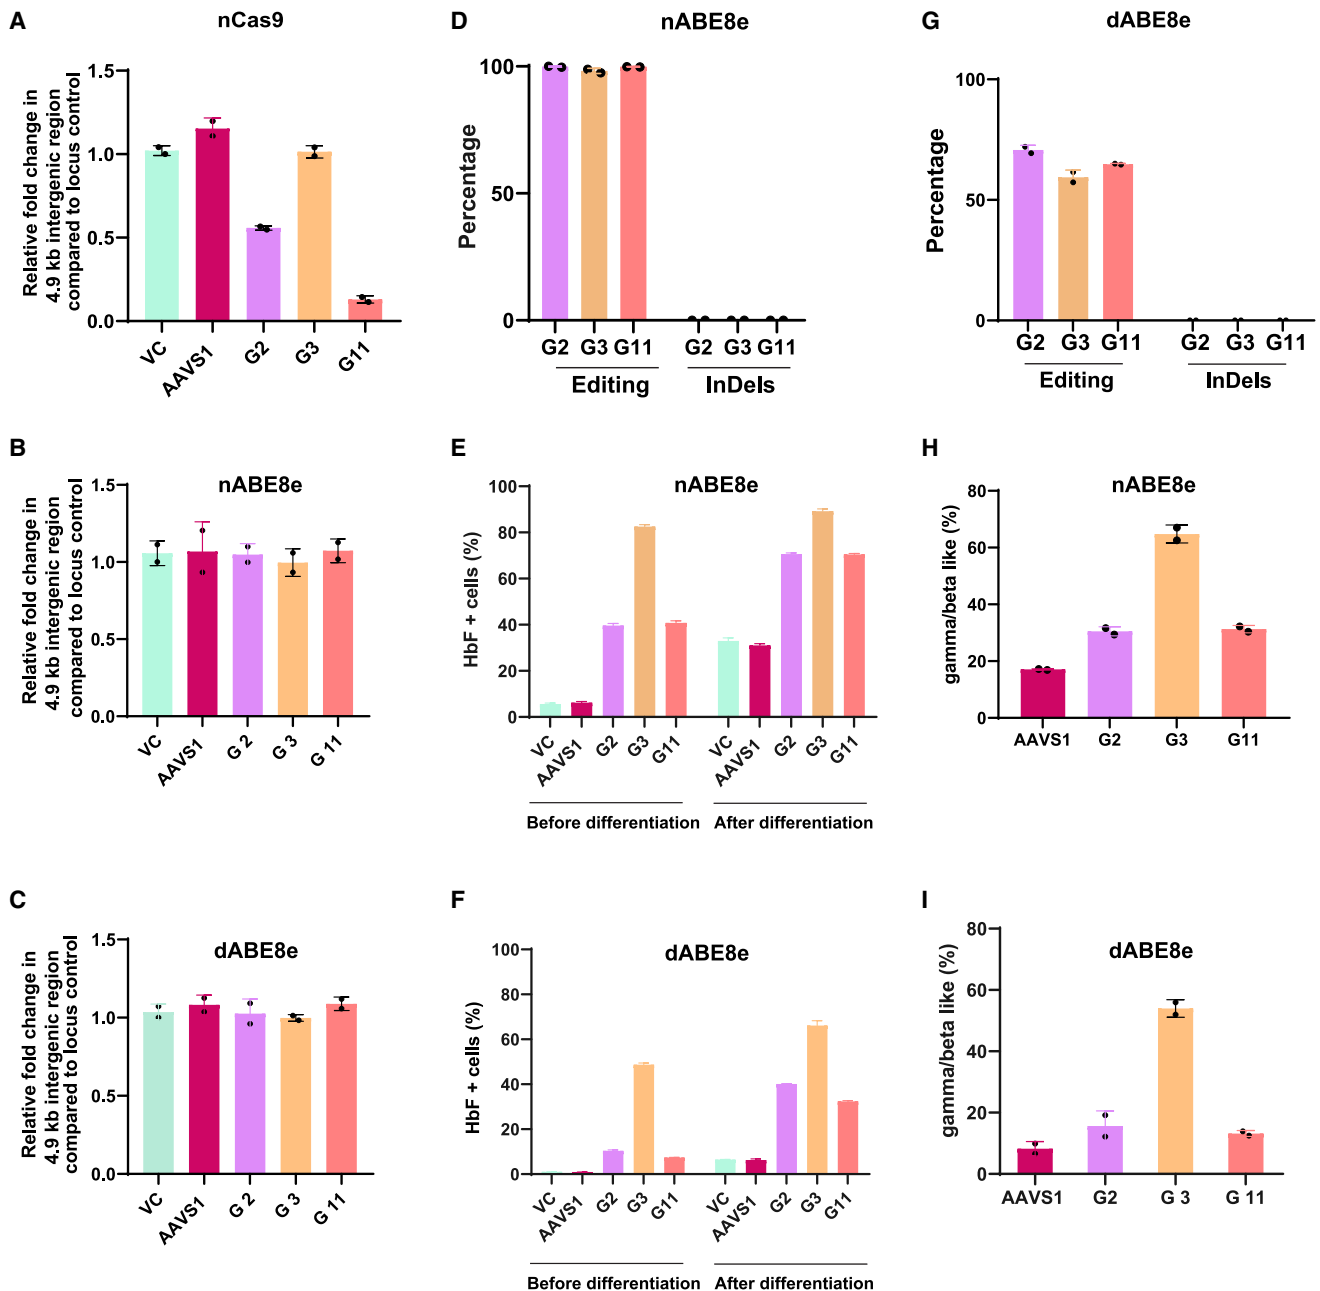 A
nCas9
Relative fold change in
4.9 kb intergenic region
compared to locus control
1.5
1.0
0.5
0.0
VC
AAVS1
G2
G3
G11
D
nABE8e
Percentage
100
50
0
G2 G3 G11 G2 G3 G11
Editing InDels
G
dABE8e
Percentage
100
50
0
G2 G3 G11 G2 G3 G11
Editing InDels
B
nABE8e
Relative fold change in
4.9 kb intergenic region
compared to locus control
1.5
1.0
0.5
0.0
VC
AAVS1
G 2
G 3
G 11
E
nABE8e
HbF + cells (%)
100
80
60
40
20
0
VC
AAVS1
G2
G3
G11
VC
AAVS1
G2
G3
G11
Before differentiation After differentiation
H
nABE8e
gamma/beta like (%)
80
60
40
20
0
AAVS1 G2 G3 G11
C
dABE8e
Relative fold change in
4.9 kb intergenic region
compared to locus control
1.5
1.0
0.5
0.0
VC
AAVS1
G 2
G 3
G 11
F
dABE8e
HbF + cells (%)
100
80
60
40
20
0
VC
AAVS1
G2
G3
G11
VC
AAVS1
G2
G3
G11
Before differentiation After differentiation
I
dABE8e
gamma/beta like (%)
80
60
40
20
0
AAVS1 G2 G 3 G 11